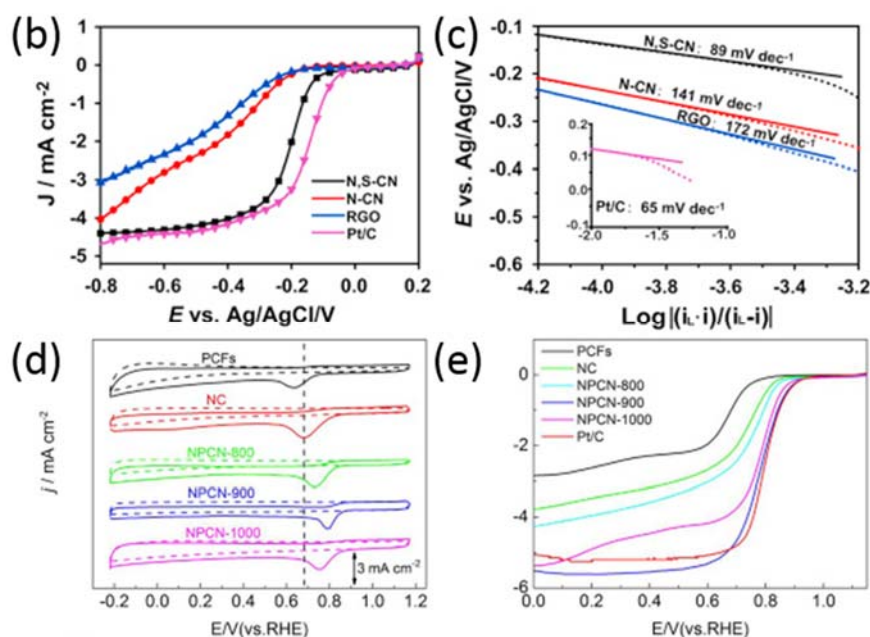 (b)
J / mA cm⁻²
1
0
-1
-2
-3
-4
-5
N,S-CN
N-CN
RGO
Pt/C
-0.8 -0.6 -0.4 -0.2 0.0 0.2
E vs. Ag/AgCl/V
(c)
E vs. Ag/AgCl/V
-0.1
-0.2
-0.3
-0.4
-0.5
-0.6
N,S-CN: 89 mV dec⁻¹
N-CN: 141 mV dec⁻¹
RGO: 172 mV dec⁻¹
0.2
0.1
0.0
-0.1
Pt/C: 65 mV dec⁻¹
-2.0 -1.5 -1.0
-4.2 -4.0 -3.8 -3.6 -3.4 -3.2
Log|(iL·i)/(iL-i)|
(d)
j / mA cm⁻²
PCFs
NC
NPCN-800
NPCN-900
NPCN-1000
3 mA cm⁻²
-0.2 0.0 0.2 0.4 0.6 0.8 1.0 1.2
E/V(vs.RHE)
(e)
PCFs
NC
NPCN-800
NPCN-900
NPCN-1000
Pt/C
0
-2
-4
-6
0.0 0.2 0.4 0.6 0.8 1.0
E/V(vs.RHE)